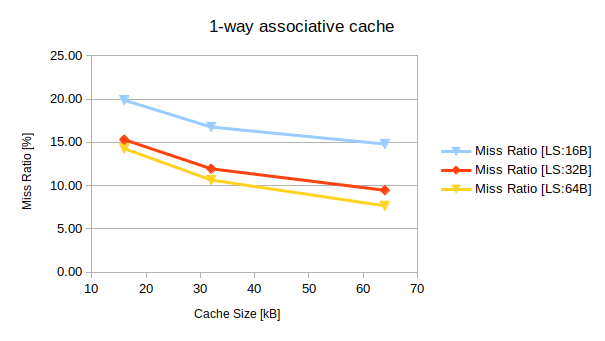 1-way associative cache
25.00
20.00
15.00
10.00
5.00
0.00
Miss Ratio [%]
10 20 30 40 50 60 70
Cache Size [kB]
Miss Ratio [LS:16B]
Miss Ratio [LS:32B]
Miss Ratio [LS:64B]